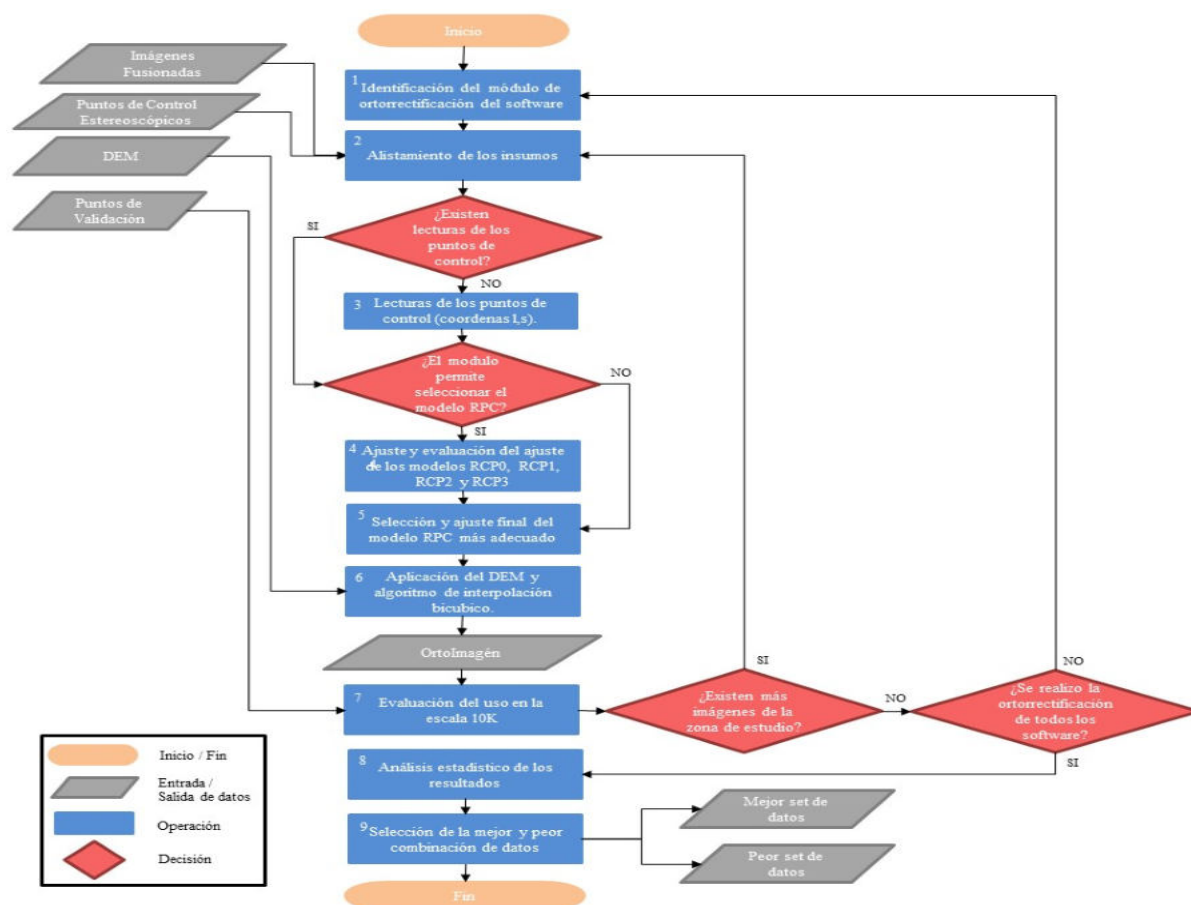 Inicio
Imágenes
Fusionadas
Puntos de Control
Estereoscópicos
DEM
Puntos de
Validación
1
Identificación del módulo de
ortorrectificación del software
2
Alistamiento de los insumos
¿Existen
lecturas de los
puntos de
control?
SI
NO
3
Lecturas de los puntos de
control (coordenas l,s).
¿El modulo
permite
seleccionar el
modelo RPC?
NO
SI
4
Ajuste y evaluación del ajuste
de los modelos RCP0, RCP1,
RCP2 y RCP3
5
Selección y ajuste final del
modelo RPC más adecuado
6
Aplicación del DEM y
algoritmo de interpolación
bicubico.
OrtoImagén
7
Evaluación del uso en la
escala 10K
SI
¿Existen más
imágenes de la
zona de estudio?
NO
NO
¿Se realizo la
ortorrectificación
de todos los
software?
SI
8
Análisis estadístico de los
resultados
9
Selección de la mejor y peor
combinación de datos
Mejor set de
datos
Peor set de
datos
Fin
Inicio / Fin
Entrada /
Salida de datos
Operación
Decisión